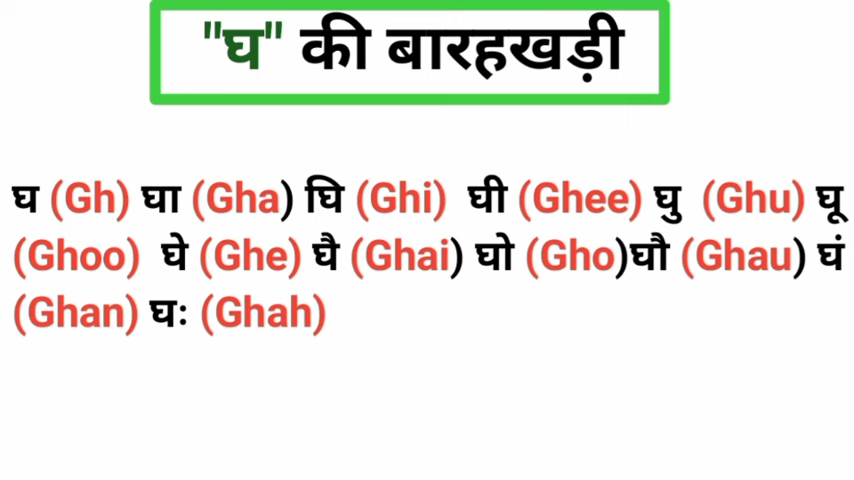 "घ" की बारहखड़ी
घ (Gh) घा (Gha) घि (Ghi) घी (Ghee) घु (Ghu) घू
(Ghoo) घे (Ghe) घै (Ghai) घो (Gho)घौ (Ghau) घं
(Ghan) घः (Ghah)